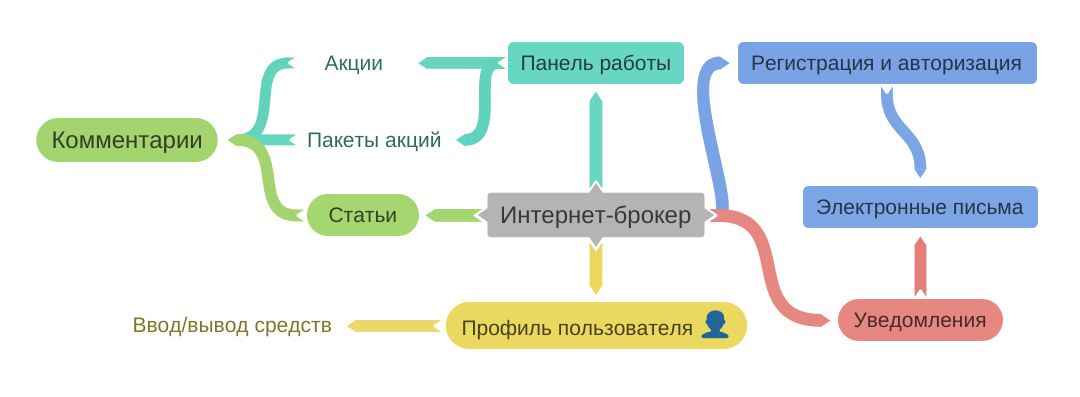 Акции
Панель работы
Регистрация и авторизация
Комментарии
Пакеты акций
Статьи
Интернет-брокер
Электронные письма
Ввод/вывод средств
Профиль пользователя
Уведомления